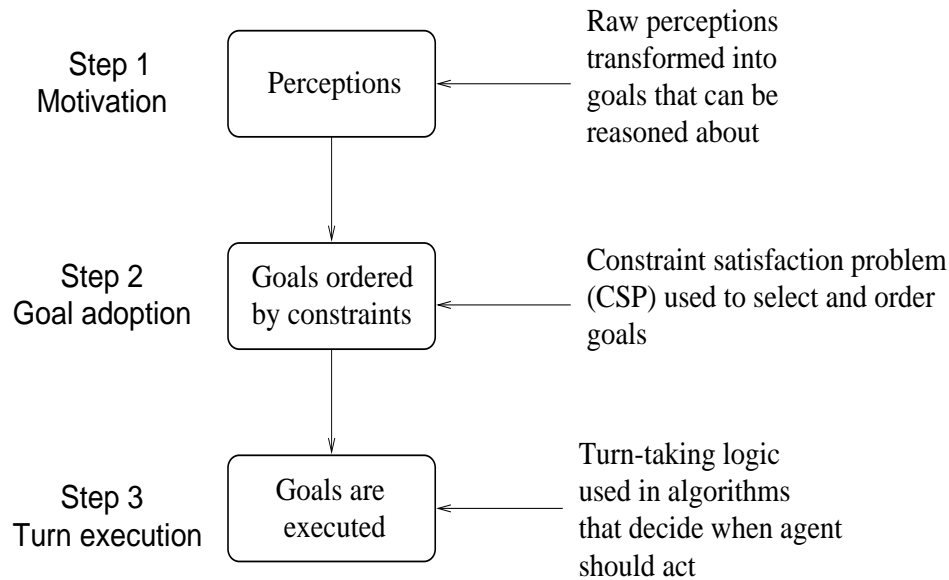 Step 1
Motivation
Perceptions
Raw perceptions
transformed into
goals that can be
reasoned about
Step 2
Goal adoption
Goals ordered
by constraints
Constraint satisfaction problem
(CSP) used to select and order
goals
Step 3
Turn execution
Goals are
executed
Turn-taking logic
used in algorithms
that decide when agent
should act